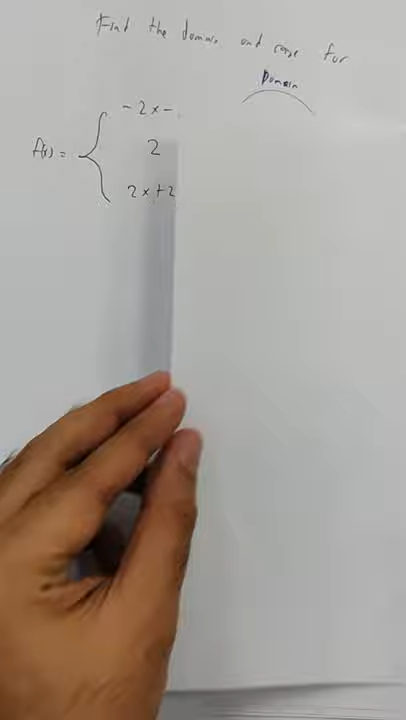 Find the domain and range for
Domain
f(x) =
- 2x -
2
2x + 2